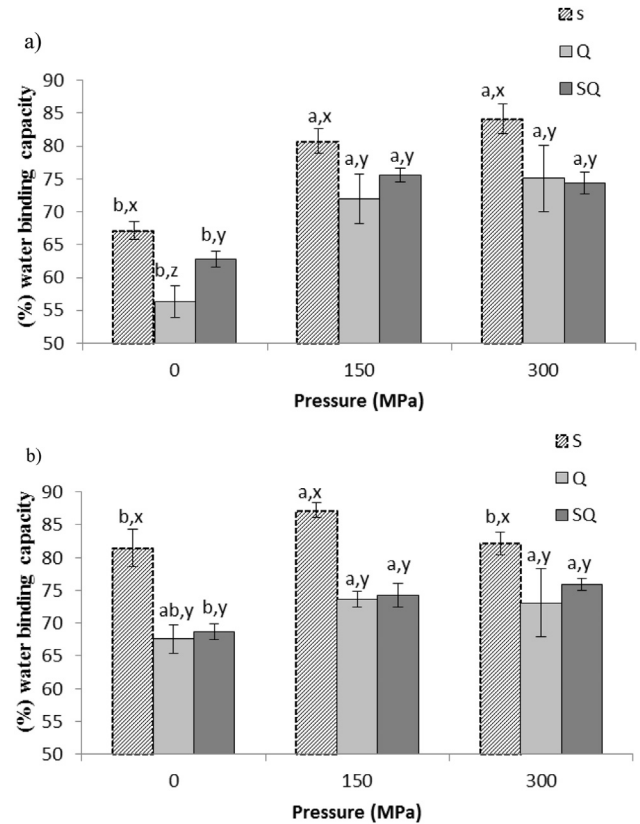 a)
s
Q
SQ
(%) water binding capacity
90
85
80
75
70
65
60
55
50
b,x
b,z
b,y
a,x
a,y
a,y
a,x
a,y
a,y
0
150
300
Pressure (MPa)
b)
S
Q
SQ
(%) water binding capacity
90
85
80
75
70
65
60
55
50
b,x
ab,y
b,y
a,x
a,y
a,y
b,x
a,y
a,y
0
150
300
Pressure (MPa)